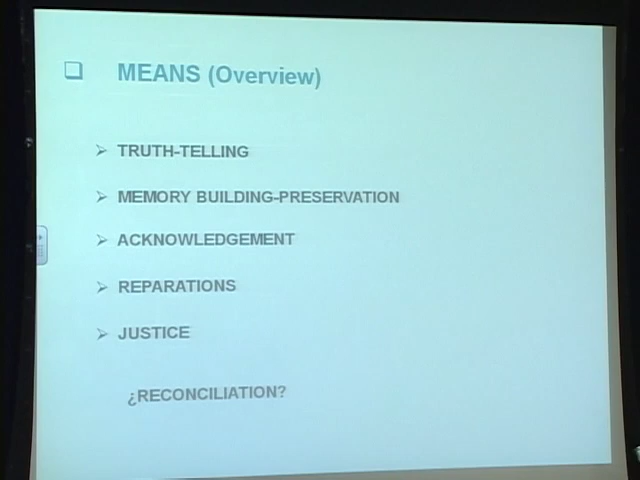 MEANS (Overview)
TRUTH-TELLING
MEMORY BUILDING-PRESERVATION
ACKNOWLEDGEMENT
REPARATIONS
JUSTICE
¿RECONCILIATION?